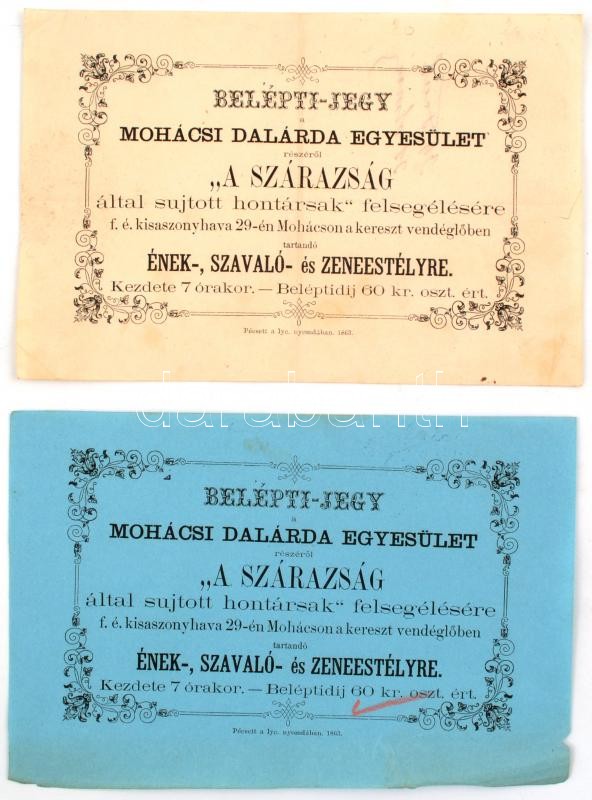 BELÉPTI-JEGY
a
MOHÁCSI DALÁRDA EGYESÜLET
részéről
„A SZÁRAZSÁG
által sujtott hontársak“ felsegélésére
f. é. kisaszonyhava 29-én Mohácson a kereszt vendéglőben
tartandó
ÉNEK-, SZAVALÓ- és ZENEESTÉLYRE.
Kezdete 7 órakor. — Beléptidij 60 kr. oszt. ért.
Pécsett a lyc. nyomdában. 1863.
darabanth
BELÉPTI-JEGY
a
MOHÁCSI DALÁRDA EGYESÜLET
részéről
„A SZÁRAZSÁG
által sujtott hontársak“ felsegélésére
f. é. kisaszonyhava 29-én Mohácson a kereszt vendéglőben
tartandó
ÉNEK-, SZAVALÓ- és ZENEESTÉLYRE.
Kezdete 7 órakor. — Beléptidij 60 kr. oszt. ért.
Pécsett a lyc. nyomdában. 1863.